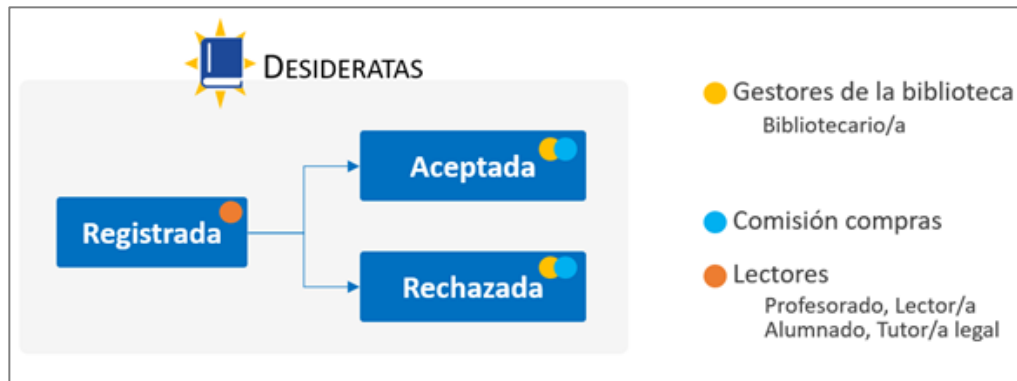 DESIDERATAS
Registrada
Aceptada
Rechazada
Gestores de la biblioteca
Bibliotecario/a
Comisión compras
Lectores
Profesorado, Lector/a
Alumnado, Tutor/a legal